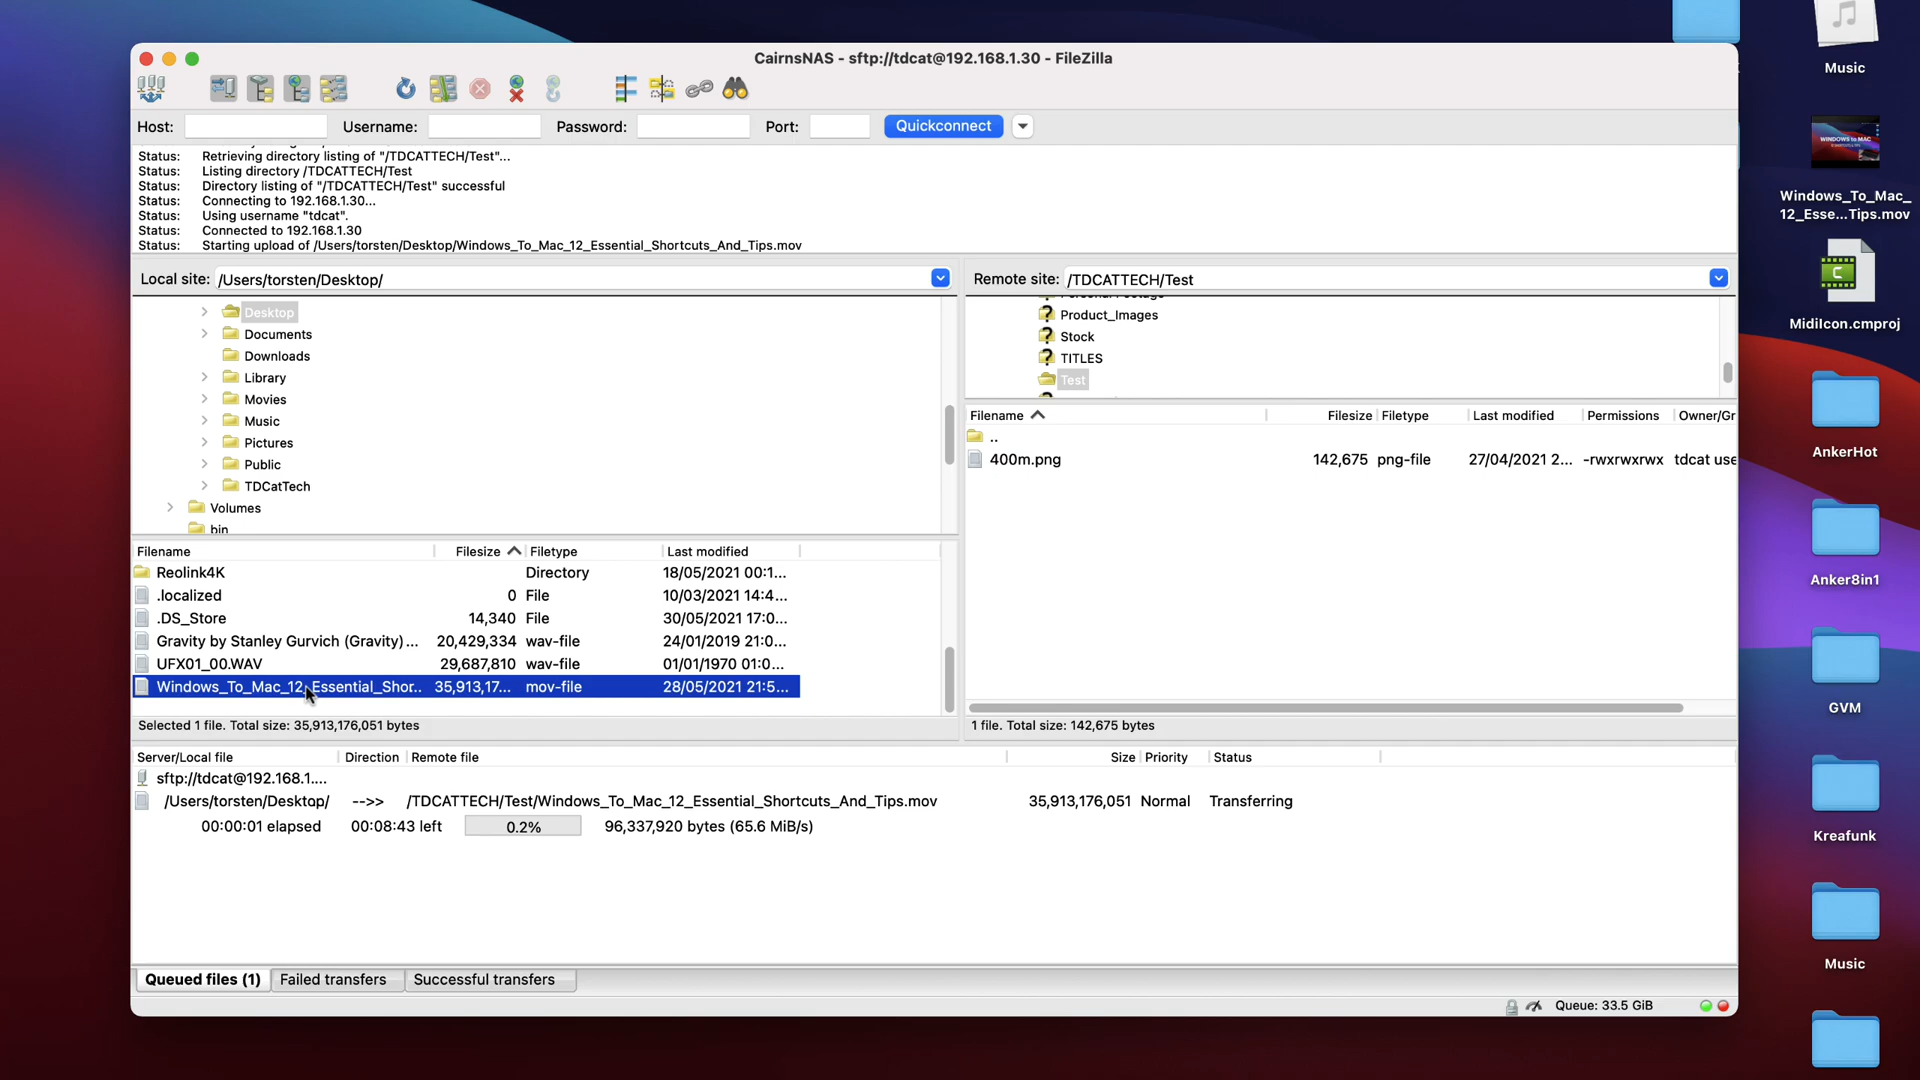 CairnsNAS - sftp://tdcat@192.168.1.30 - FileZilla
Host: Username: Password: Port: Quickconnect
Status: Retrieving directory listing of "/TDCATTECH/Test"...
Status: Listing directory /TDCATTECH/Test
Status: Directory listing of "/TDCATTECH/Test" successful
Status: Connecting to 192.168.1.30...
Status: Using username "tdcat".
Status: Connected to 192.168.1.30
Status: Starting upload of /Users/torsten/Desktop/Windows_To_Mac_12_Essential_Shortcuts_And_Tips.mov
Local site: /Users/torsten/Desktop/
Desktop
Documents
Downloads
Library
Movies
Music
Pictures
Public
TDCatTech
Volumes
bin
Filename Filesize Filetype Last modified
Reolink4K Directory 18/05/2021 00:1...
.localized 0 File 10/03/2021 14:4...
.DS_Store 14,340 File 30/05/2021 17:0...
Gravity by Stanley Gurvich (Gravity) ... 20,429,334 wav-file 24/01/2019 21:0...
UFX01_00.WAV 29,687,810 wav-file 01/01/1970 01:0...
Windows_To_Mac_12_Essential_Shor... 35,913,17... mov-file 28/05/2021 21:5...
Selected 1 file. Total size: 35,913,176,051 bytes
Remote site: /TDCATTECH/Test
Product_Images
Stock
TITLES
Test
Filename Filesize Filetype Last modified Permissions Owner/Gr
..
400m.png 142,675 png-file 27/04/2021 2... -rwxrwxrwx tdcat use
1 file. Total size: 142,675 bytes
Server/Local file Direction Remote file Size Priority Status
sftp://tdcat@192.168.1....
/Users/torsten/Desktop/ -->> /TDCATTECH/Test/Windows_To_Mac_12_Essential_Shortcuts_And_Tips.mov 35,913,176,051 Normal Transferring
00:00:01 elapsed 00:08:43 left 0.2% 96,337,920 bytes (65.6 MiB/s)
Queued files (1) Failed transfers Successful transfers
Queue: 33.5 GiB
Music
WINDOWS to MAC
Windows_To_Mac_
12_Esse...Tips.mov
C
MidiIcon.cmproj
AnkerHot
Anker8in1
GVM
Kreafunk
Music